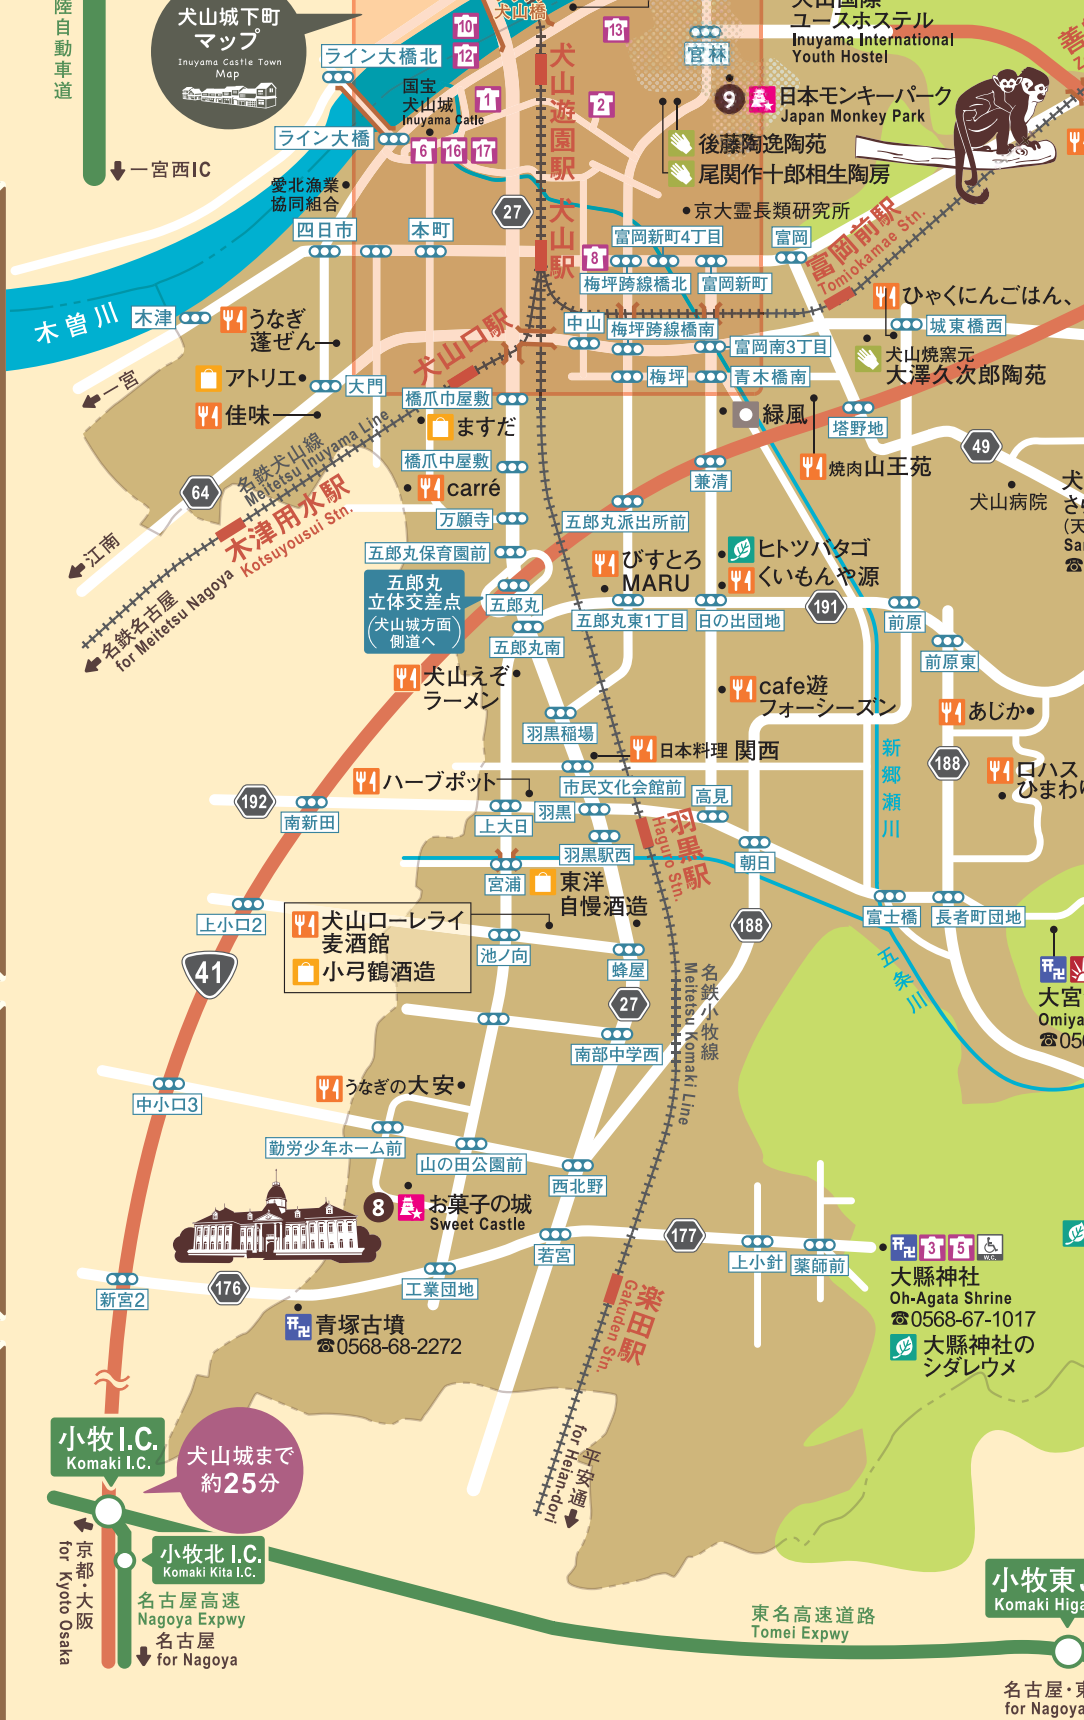 陸自動車道
一宮西IC
犬山城下町
マップ
Inuyama Castle Town
Map
犬山橋
ライン大橋北
ライン大橋
国宝
犬山城
Inuyama Catle
10
12
13
1
2
6
16
17
8
犬山遊園駅
犬山駅
官林
ユースホステル
Inuyama International
Youth Hostel
9
日本モンキーパーク
Japan Monkey Park
後藤陶逸陶苑
尾関作十郎相生陶房
京大霊長類研究所
愛北漁業
協同組合
四日市
本町
27
富岡新町4丁目
富岡
梅坪跨線橋北
富岡新町
富岡前駅
Tomiokamae Stn.
木曽川
木津
うなぎ
蓬ぜん
一宮
アトリエ
佳味
大門
犬山口駅
中山
梅坪跨線橋南
富岡南3丁目
梅坪
青木橋南
ひゃくにんごはん、
城東橋西
犬山焼窯元
大澤久次郎陶苑
橋爪巾屋敷
ますだ
緑風
塔野地
49
犬山病院
橋爪中屋敷
carré
兼清
焼肉山王苑
名鉄犬山線
Meitetsu Inuyama Line
64
木津用水駅
Kotsuyousui Stn.
江南
万願寺
五郎丸派出所前
五郎丸保育園前
名鉄名古屋
for Meitetsu Nagoya
五郎丸
立体交差点
犬山城方面
側道へ
五郎丸
五郎丸南
びすとろ
MARU
ヒトツバタゴ
くいもんや源
五郎丸東1丁目
日の出団地
191
前原
前原東
犬山えぞ
ラーメン
cafe遊
フォーシーズン
あじか
羽黒稲場
日本料理 関西
新郷瀬川
188
ロハス
ハーブポット
192
南新田
市民文化会館前
上大日
羽黒
高見
羽黒駅
Haguro Stn.
羽黒駅西
朝日
宮浦
東洋
自慢酒造
188
富士橋
長者町団地
上小口2
犬山ローレライ
麦酒館
小弓鶴酒造
池ノ向
蜂屋
41
27
五条川
名鉄小牧線
Meitetsu Komaki Line
大宮
南部中学西
うなぎの大安
中小口3
勤労少年ホーム前
山の田公園前
西北野
8
お菓子の城
Sweet Castle
若宮
177
上小針
薬師前
3
5
W.C.
大縣神社
Oh-Agata Shrine
☎0568-67-1017
大縣神社の
シダレウメ
新宮2
176
工業団地
青塚古墳
☎0568-68-2272
楽田駅
Gakuden Stn.
小牧I.C.
Komaki I.C.
犬山城まで
約25分
平安通
for Heian-dori
小牧北 I.C.
Komaki Kita I.C.
京都・大阪
for Kyoto Osaka
名古屋高速
Nagoya Expwy
名古屋
for Nagoya
東名高速道路
Tomei Expwy
小牧東
Komaki Higa
名古屋・東
for Nagoya